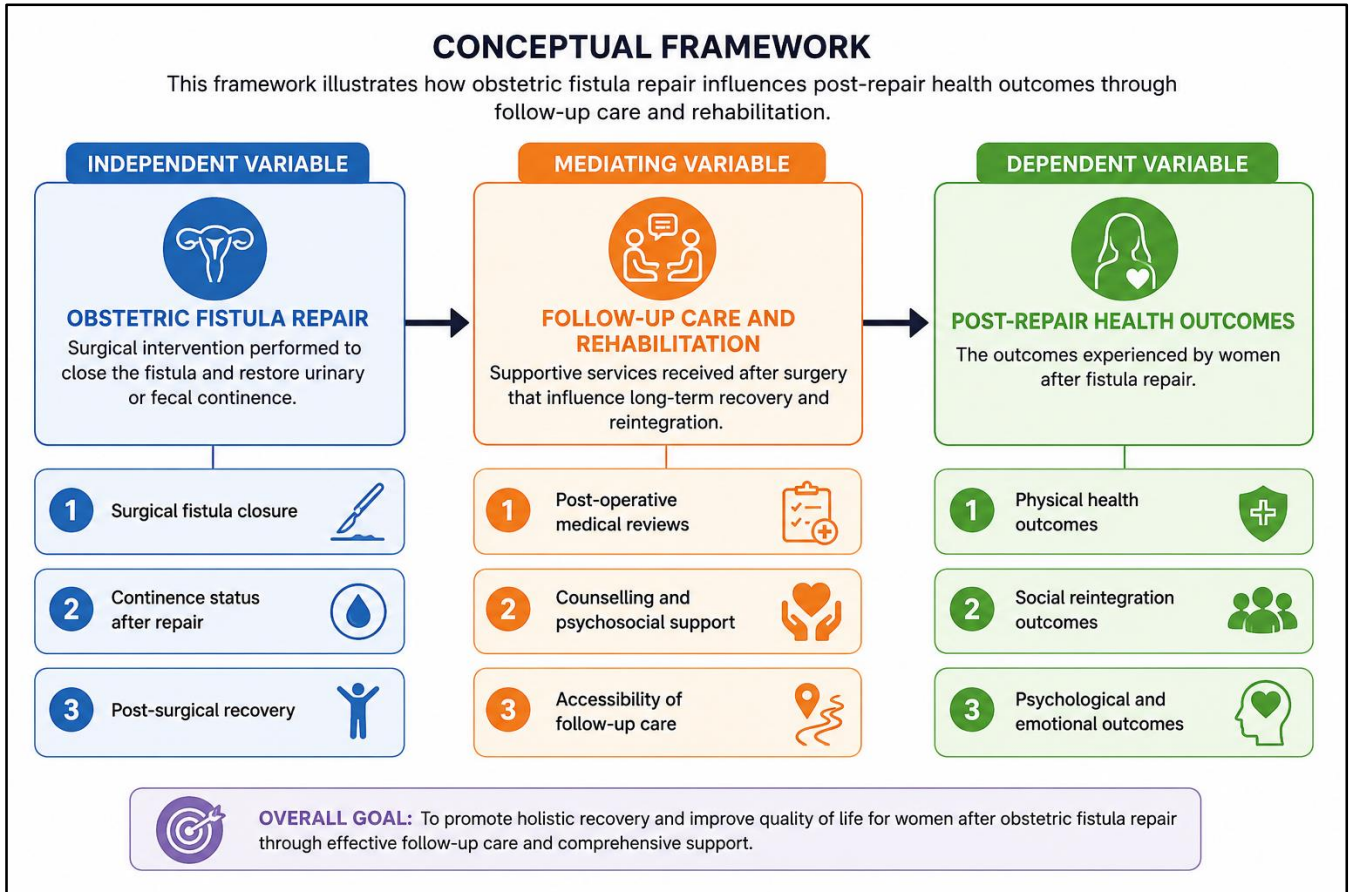 CONCEPTUAL FRAMEWORK
This framework illustrates how obstetric fistula repair influences post-repair health outcomes through
follow-up care and rehabilitation.
INDEPENDENT VARIABLE
OBSTETRIC FISTULA REPAIR
Surgical intervention performed to
close the fistula and restore urinary
or fecal continence.
1 Surgical fistula closure
2 Continence status
after repair
3 Post-surgical recovery
MEDIATING VARIABLE
FOLLOW-UP CARE AND
REHABILITATION
Supportive services received after surgery
that influence long-term recovery and
reintegration.
1 Post-operative
medical reviews
2 Counselling and
psychosocial support
3 Accessibility of
follow-up care
DEPENDENT VARIABLE
POST-REPAIR HEALTH OUTCOMES
The outcomes experienced by women
after fistula repair.
1 Physical health
outcomes
2 Social reintegration
outcomes
3 Psychological and
emotional outcomes
OVERALL GOAL: To promote holistic recovery and improve quality of life for women after obstetric fistula repair
through effective follow-up care and comprehensive support.